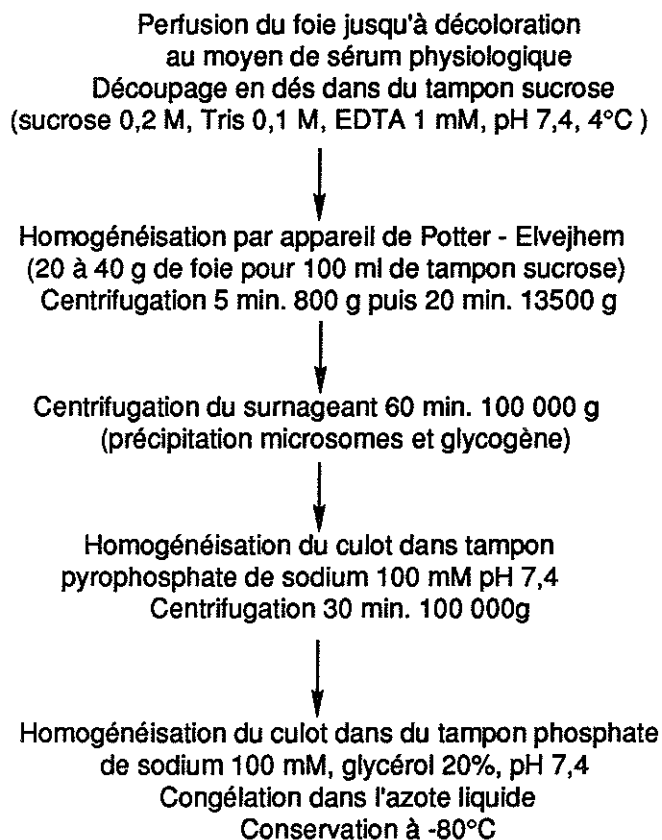 Perfusion du foie jusqu'à décoloration
au moyen de sérum physiologique
Découpage en dés dans du tampon sucrose
(sucrose 0,2 M, Tris 0,1 M, EDTA 1 mM, pH 7,4, 4°C )
Homogénéisation par appareil de Potter - Elvejhem
(20 à 40 g de foie pour 100 ml de tampon sucrose)
Centrifugation 5 min. 800 g puis 20 min. 13500 g
Centrifugation du surnageant 60 min. 100 000 g
(précipitation microsomes et glycogène)
Homogénéisation du culot dans tampon
pyrophosphate de sodium 100 mM pH 7,4
Centrifugation 30 min. 100 000g
Homogénéisation du culot dans du tampon phosphate
de sodium 100 mM, glycérol 20%, pH 7,4
Congélation dans l'azote liquide
Conservation à -80°C